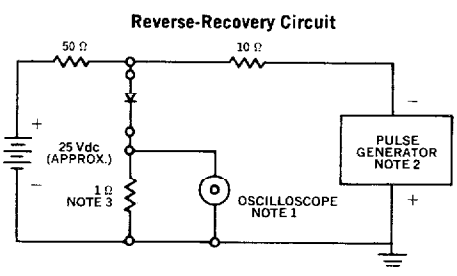 Reverse-Recovery Circuit
50 Ω
10 Ω
+
25 Vdc
(APPROX.)
−
1 Ω
NOTE 3
OSCILLOSCOPE
NOTE 1
−
PULSE
GENERATOR
NOTE 2
+